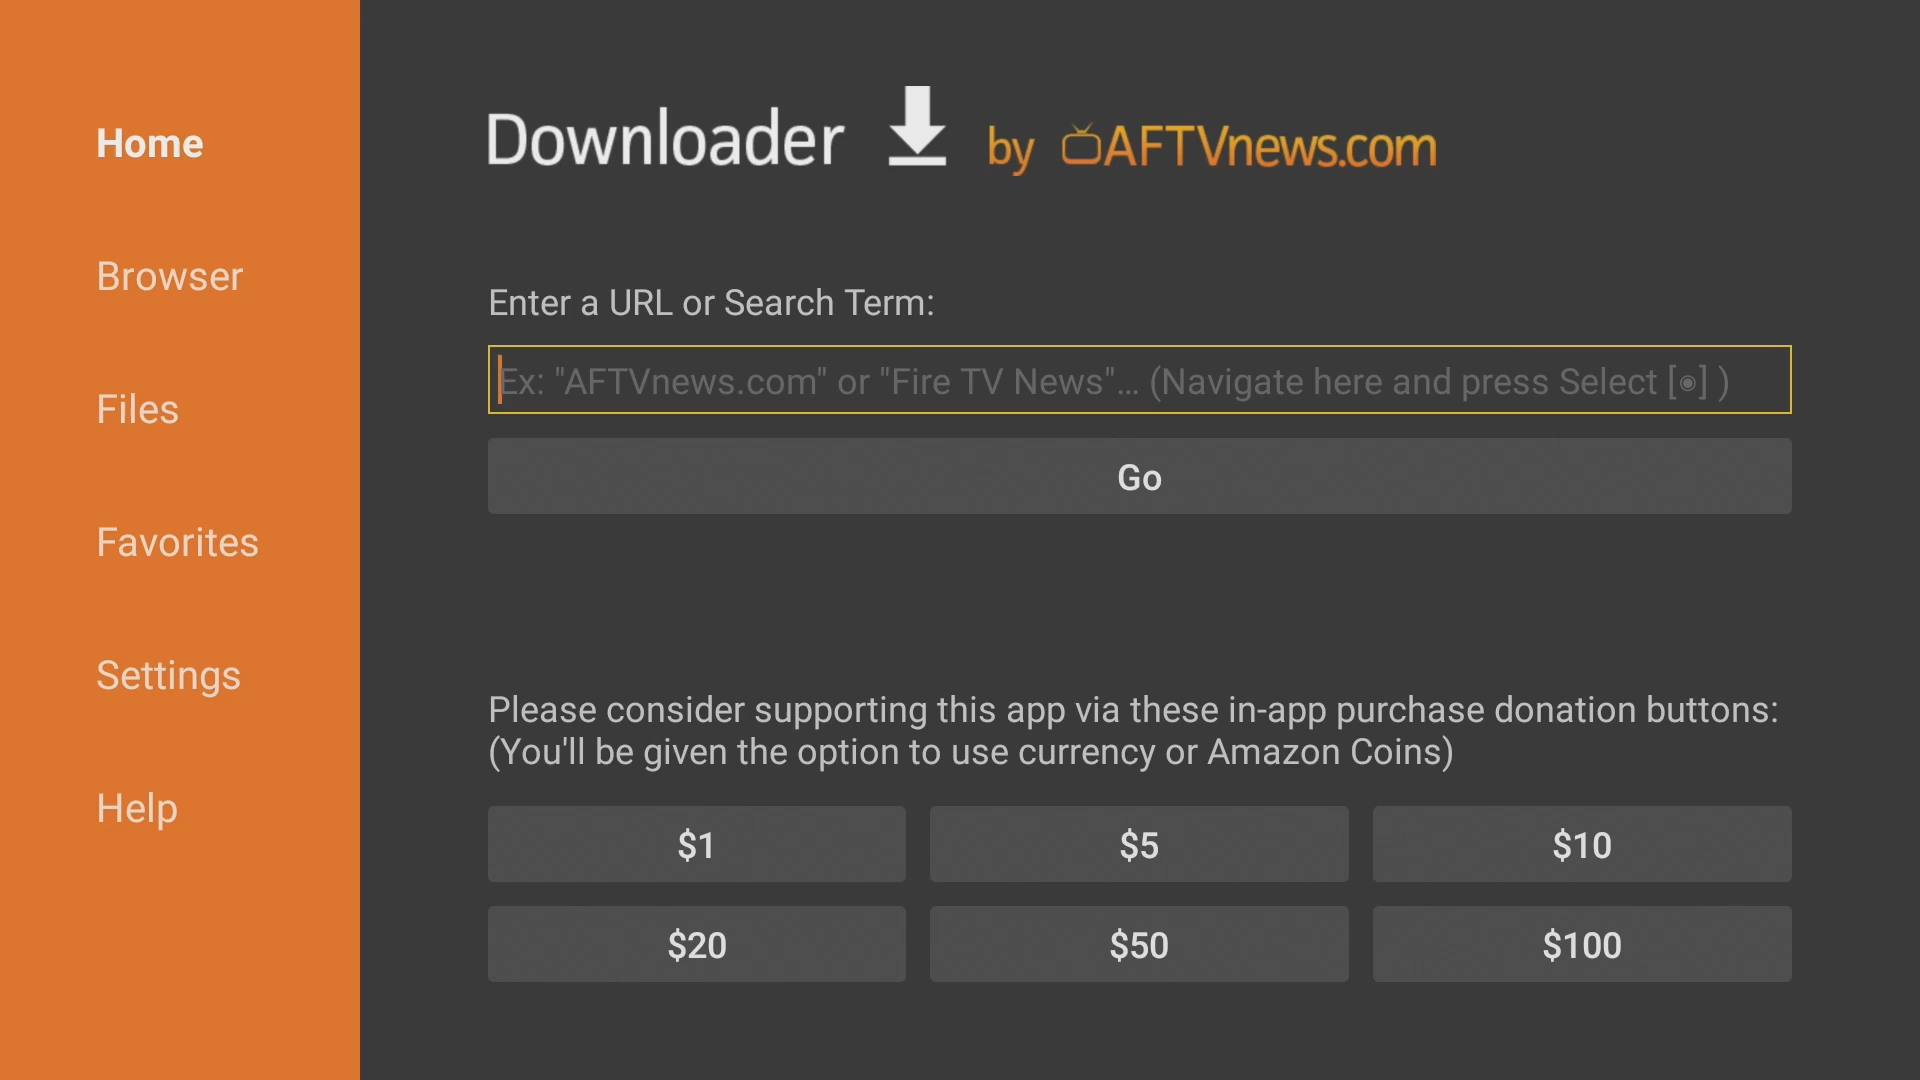 Home
Browser
Files
Favorites
Settings
Help
Downloader by AFTVnews.com
Enter a URL or Search Term:
Ex: "AFTVnews.com" or "Fire TV News"... (Navigate here and press Select [◉] )
Go
Please consider supporting this app via these in-app purchase donation buttons:
(You'll be given the option to use currency or Amazon Coins)
$1 $5 $10
$20 $50 $100